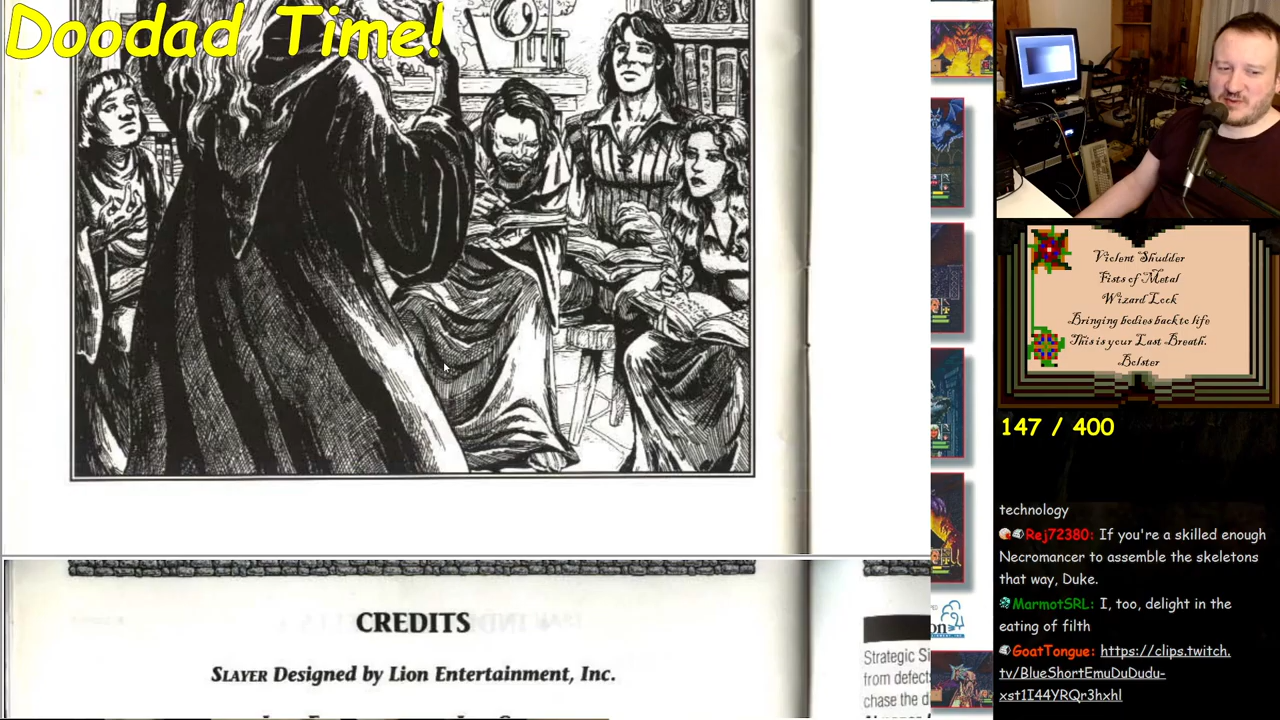 Doodad Time!
CREDITS
SLAYER Designed by Lion Entertainment, Inc.
Strategic Si
from defect
chase the d
on
Violent Shudder
Fists of Metal
Wizard Lock
Bringing bodies back to life
This is your Last Breath.
Bolster
147 / 400
technology
Rej72380: If you're a skilled enough
Necromancer to assemble the skeletons
that way, Duke.
MarmotSRL: I, too, delight in the
eating of filth
GoatTongue: https://clips.twitch.
tv/BlueShortEmuDuDudu-
xst1I44YRQr3hxhl